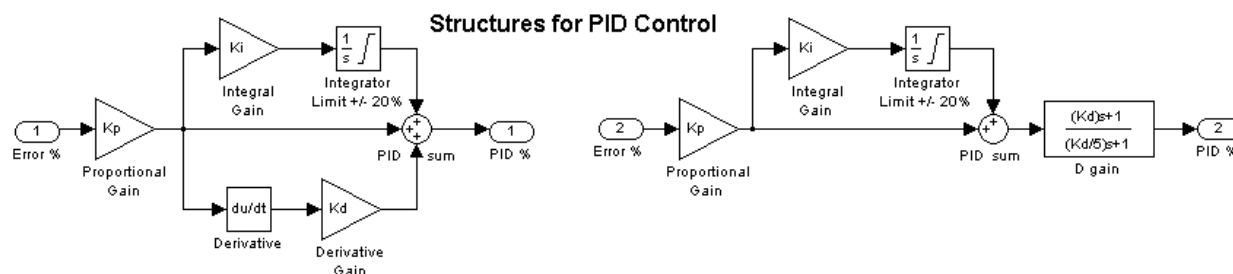 Structures for PID Control
Ki
1
s
Integral
Gain
Integrator
Limit +/- 20%
1
Error %
Kp
Proportional
Gain
+
+
+
PID sum
1
PID %
du/dt
Derivative
Kd
Derivative
Gain
Ki
1
s
Integral
Gain
Integrator
Limit +/- 20%
2
Error %
Kp
Proportional
Gain
+
+
PID sum
(Kd)s+1
(Kd/5)s+1
D gain
2
PID %